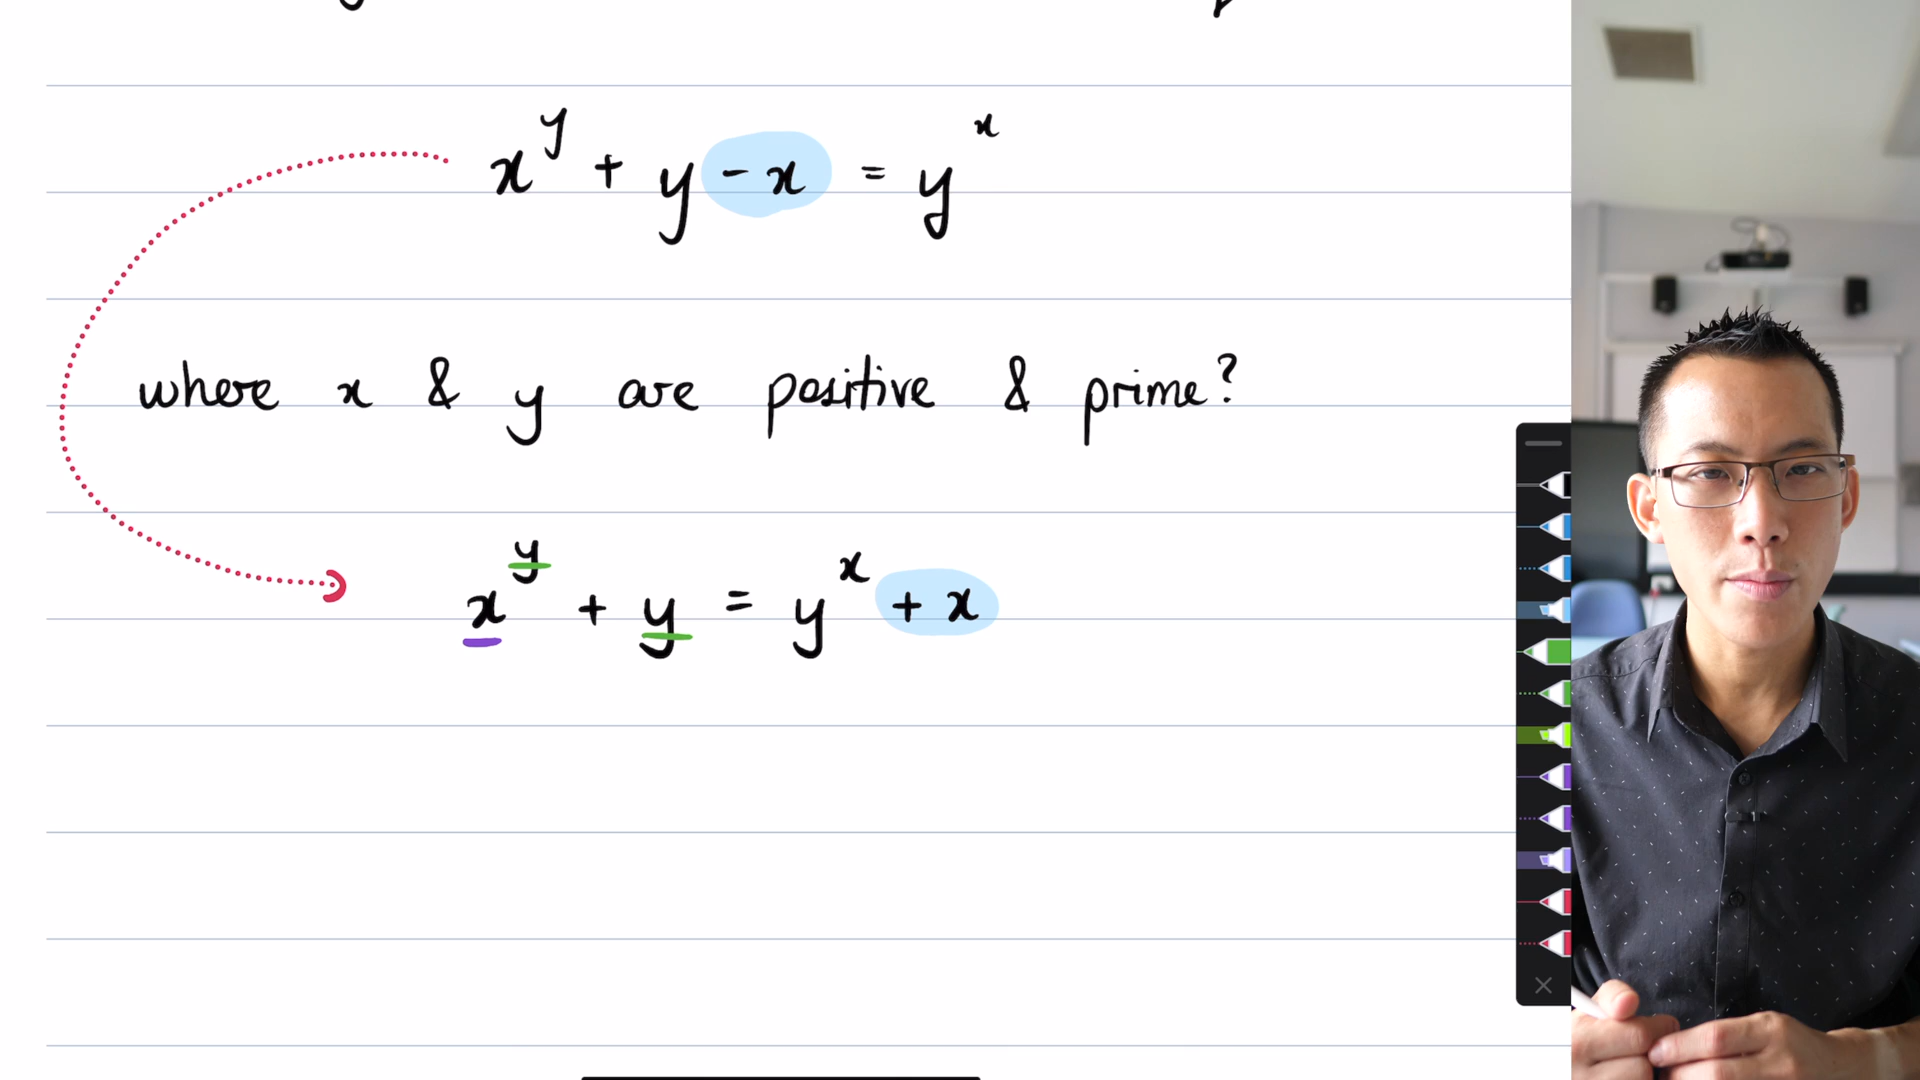 x^y + y - x = y^x
where x & y are positive & prime?
x^y + y = y^x + x